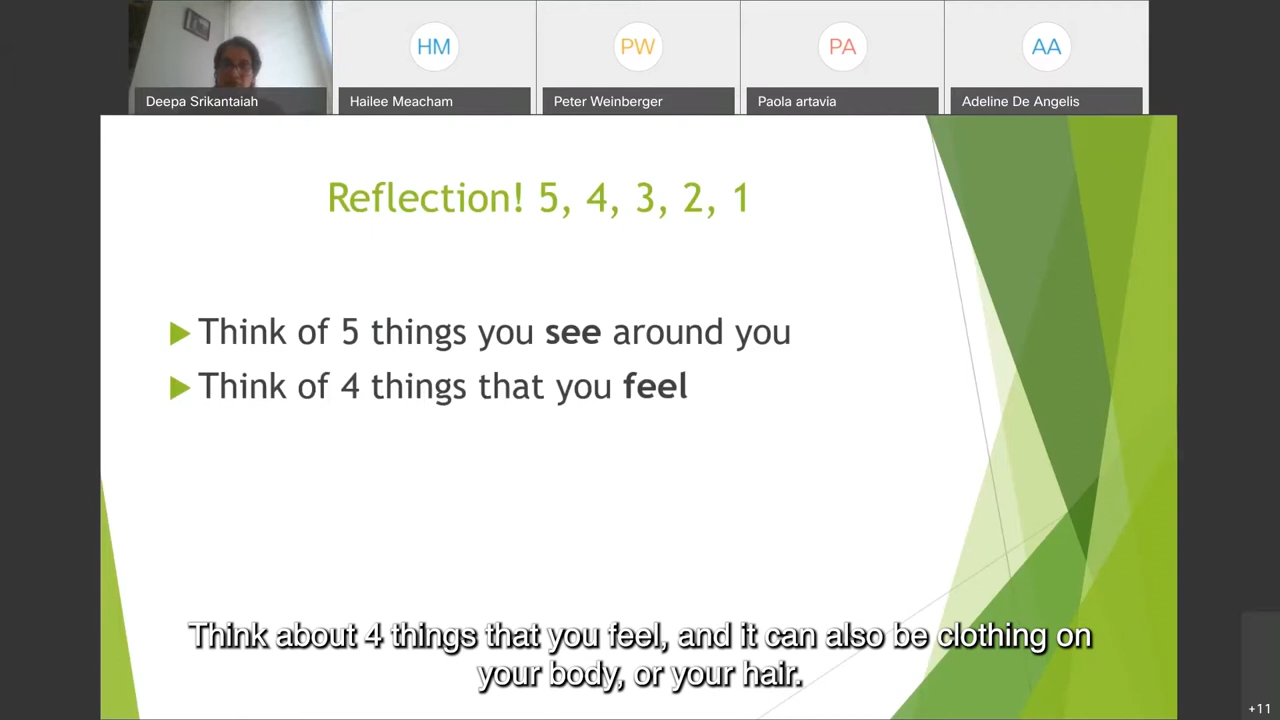 HM
PW
PA
AA
Deepa Srikantaiah
Hailee Meacham
Peter Weinberger
Paola artavia
Adeline De Angelis
Reflection! 5, 4, 3, 2, 1
Think of 5 things you see around you
Think of 4 things that you feel
Think about 4 things that you feel, and it can also be clothing on
your body, or your hair.
+11